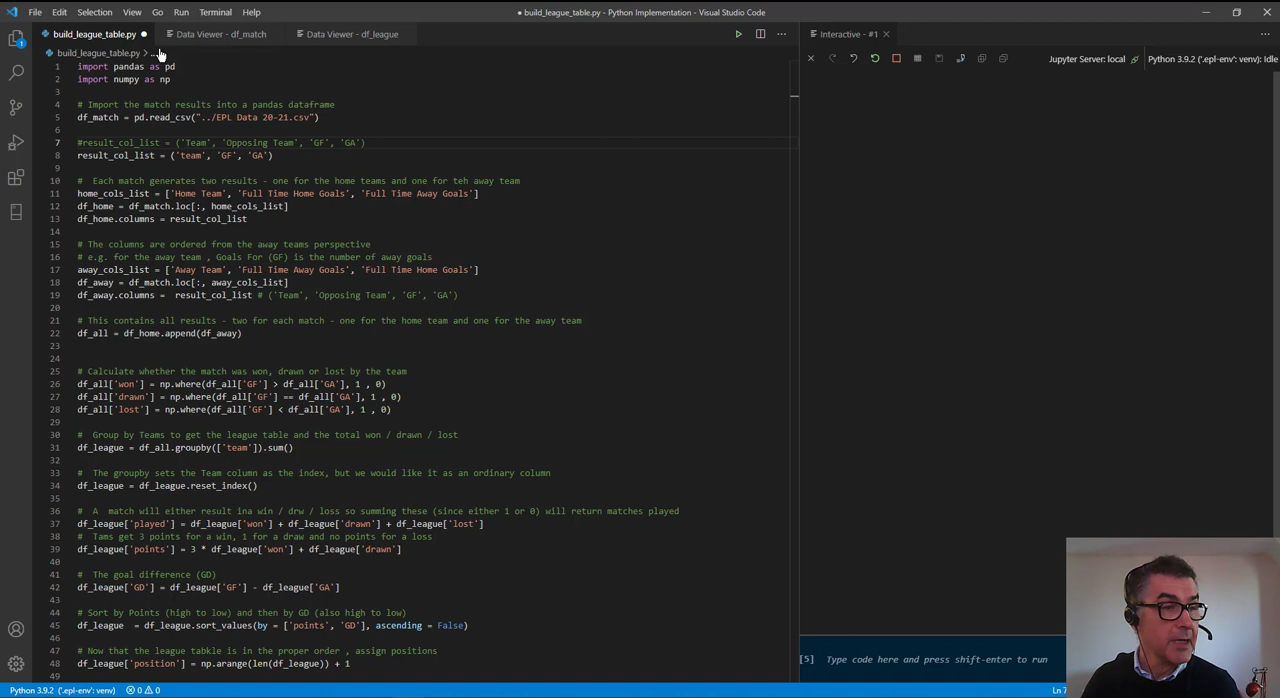 File Edit Selection View Go Run Terminal Help
● build_league_table.py - Python Implementation - Visual Studio Code
build_league_table.py ● Data Viewer - df_match Data Viewer - df_league
Interactive - #1 ×
build_league_table.py > ...
Jupyter Server: local Python 3.9.2 ('.epl-env': venv): Idle
1 import pandas as pd
2 import numpy as np
3
4 # Import the match results into a pandas dataframe
5 df_match = pd.read_csv("../EPL Data 20-21.csv")
6
7 #result_col_list = ('Team', 'Opposing Team', 'GF', 'GA')
8 result_col_list = ('team', 'GF', 'GA')
9
10 #  Each match generates two results - one for the home teams and one for teh away team
11 home_cols_list = ['Home Team', 'Full Time Home Goals', 'Full Time Away Goals']
12 df_home = df_match.loc[:, home_cols_list]
13 df_home.columns = result_col_list
14
15 # The columns are ordered from the away teams perspective
16 # e.g. for the away team , Goals For (GF) is the number of away goals
17 away_cols_list = ['Away Team', 'Full Time Away Goals', 'Full Time Home Goals']
18 df_away = df_match.loc[:, away_cols_list]
19 df_away.columns =  result_col_list # ('Team', 'Opposing Team', 'GF', 'GA')
20
21 # This contains all results - two for each match - one for the home team and one for the away team
22 df_all = df_home.append(df_away)
23
24
25 # Calculate whether the match was won, drawn or lost by the team
26 df_all['won'] = np.where(df_all['GF'] > df_all['GA'], 1 , 0)
27 df_all['drawn'] = np.where(df_all['GF'] == df_all['GA'], 1 , 0)
28 df_all['lost'] = np.where(df_all['GF'] < df_all['GA'], 1 , 0)
29
30 #  Group by Teams to get the league table and the total won / drawn / lost
31 df_league = df_all.groupby(['team']).sum()
32
33 #  The groupby sets the Team column as the index, but we would like it as an ordinary column
34 df_league = df_league.reset_index()
35
36 #  A  match will either result ina win / drw / loss so summing these (since either 1 or 0) will return matches played
37 df_league['played'] = df_league['won'] + df_league['drawn'] + df_league['lost']
38 # Tams get 3 points for a win, 1 for a draw and no points for a loss
39 df_league['points'] = 3 * df_league['won'] + df_league['drawn']
40
41 #  The goal difference (GD)
42 df_league['GD'] = df_league['GF'] - df_league['GA']
43
44 # Sort by Points (high to low) and then by GD (also high to low)
45 df_league  = df_league.sort_values(by = ['points', 'GD'], ascending = False)
46
47 # Now that the league tatble is in the proper order , assign positions
48 df_league['position'] = np.arange(len(df_league)) + 1
49
[5] Type code here and press shift-enter to run
Python 3.9.2 ('.epl-env': venv) 0 0
Ln 7